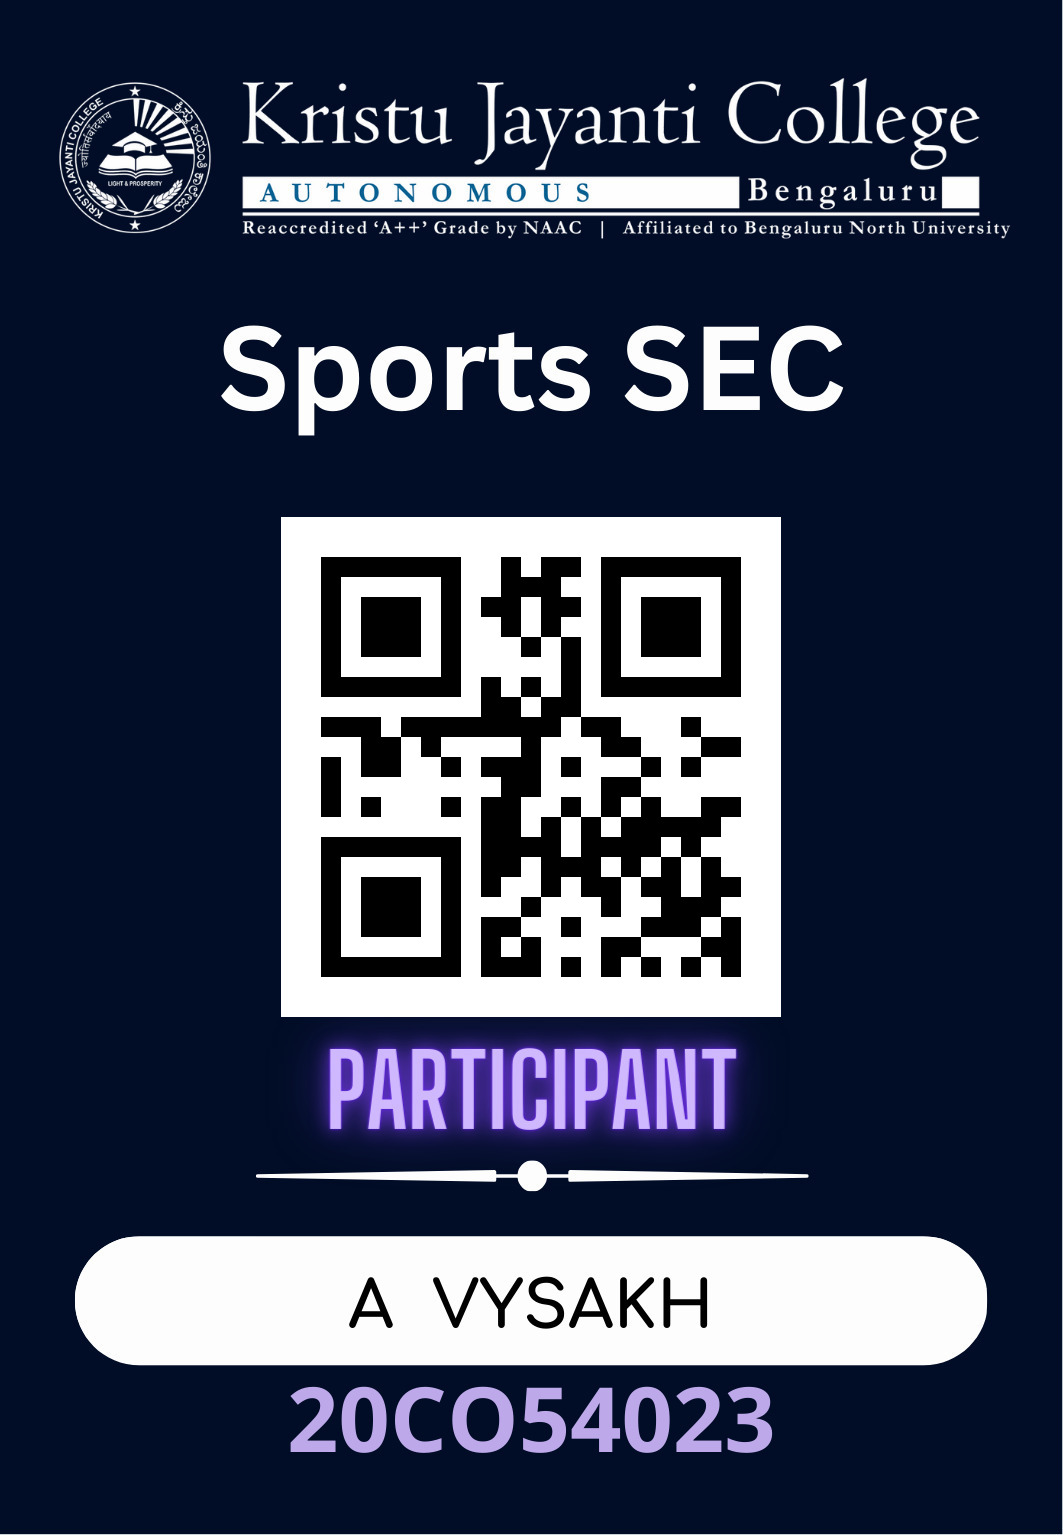 KRISTU JAYANTI COLLEGE
LIGHT & PROSPERITY
Kristu Jayanti College
AUTONOMOUS Bengaluru
Reaccredited ‘A++’ Grade by NAAC | Affiliated to Bengaluru North University
Sports SEC
PARTICIPANT
A VYSAKH
20CO54023